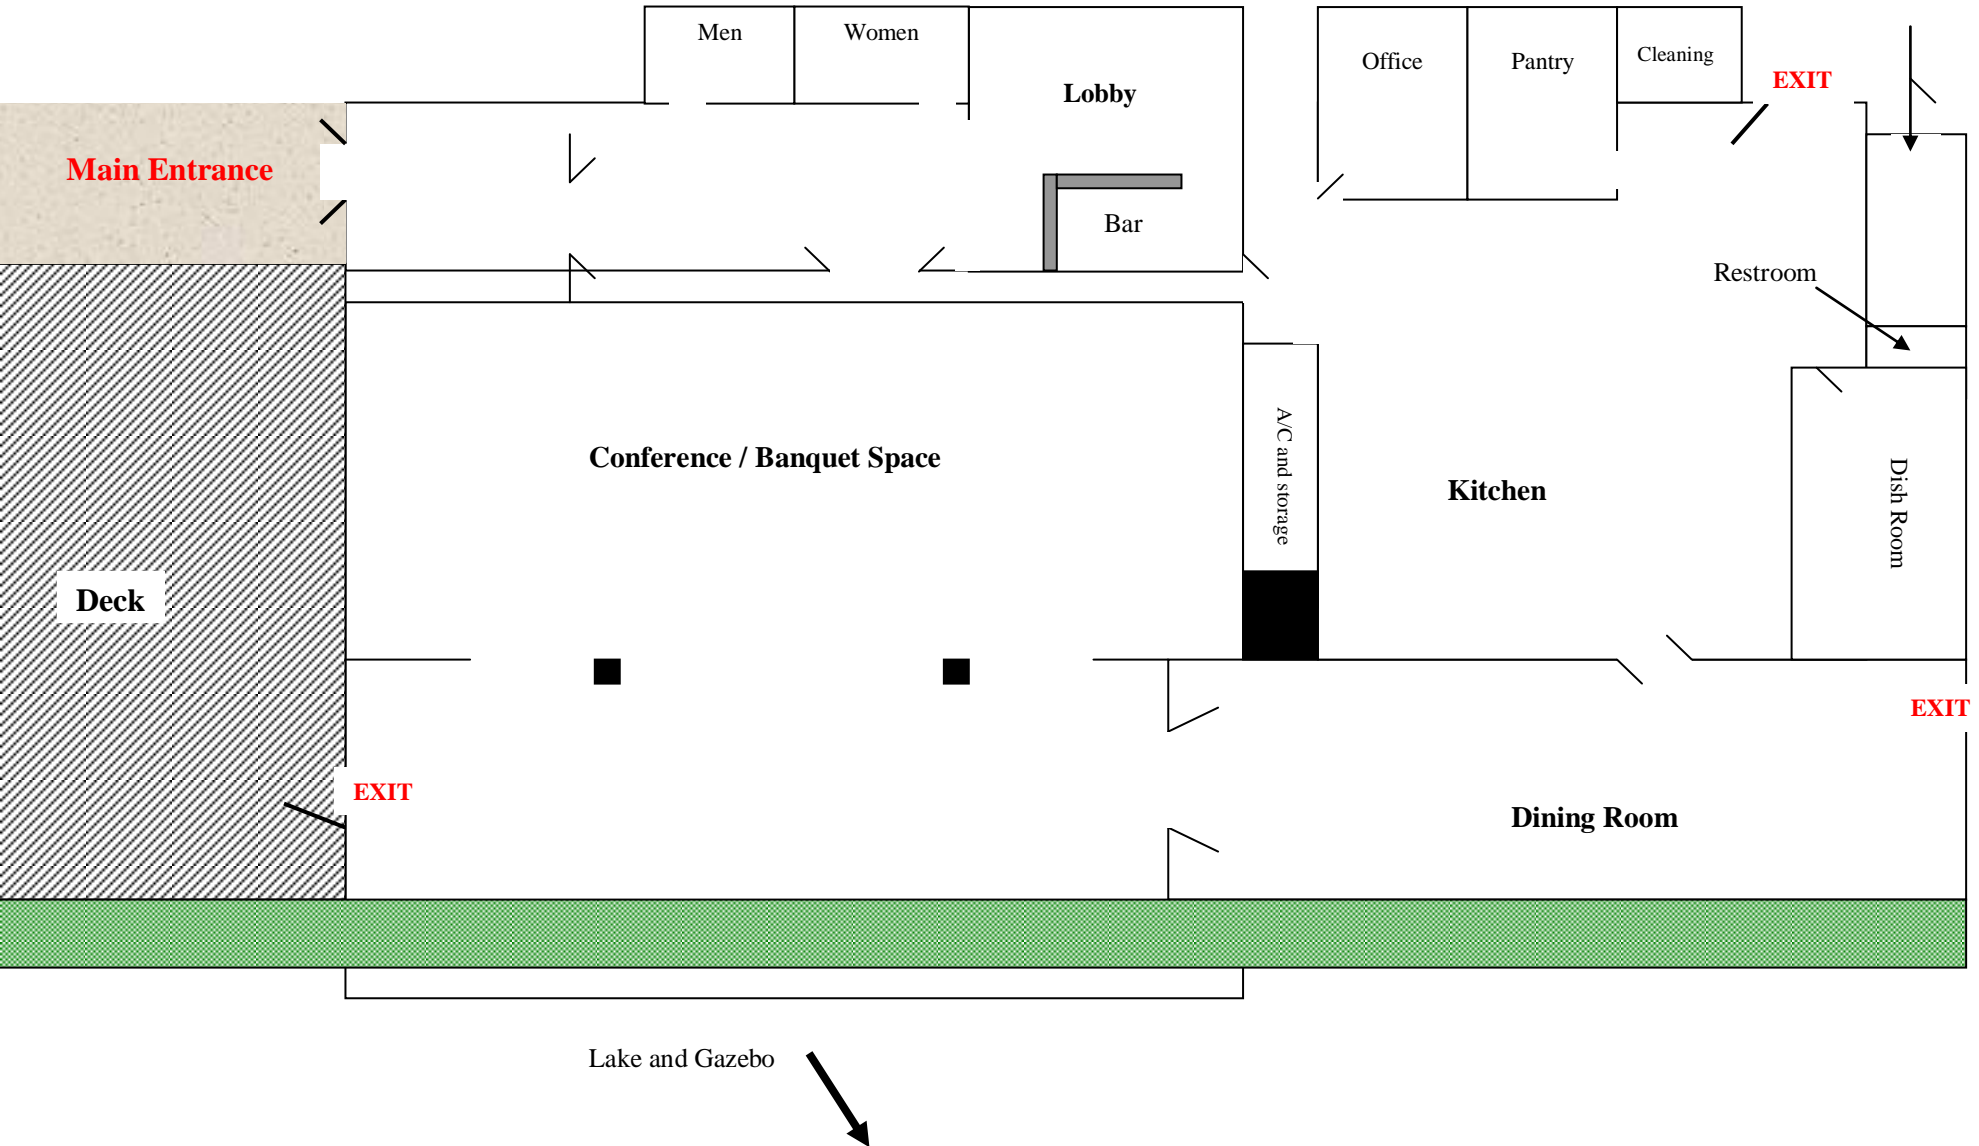 Men
Women
Lobby
Office
Pantry
Cleaning
EXIT
Main Entrance
Bar
Restroom
Conference / Banquet Space
A/C and storage
Kitchen
Dish Room
Deck
EXIT
EXIT
Dining Room
Lake and Gazebo